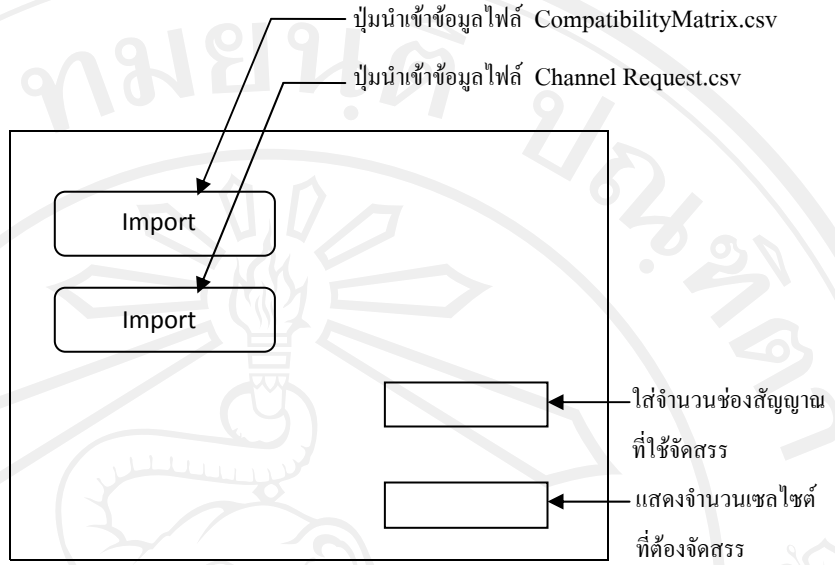 ปุ่มนำเข้าข้อมูลไฟล์ CompatibilityMatrix.csv
ปุ่มนำเข้าข้อมูลไฟล์ Channel Request.csv
Import
Import
ใส่จำนวนช่องสัญญาณ
ที่ใช้จัดสรร
แสดงจำนวนเซลไซต์
ที่ต้องจัดสรร